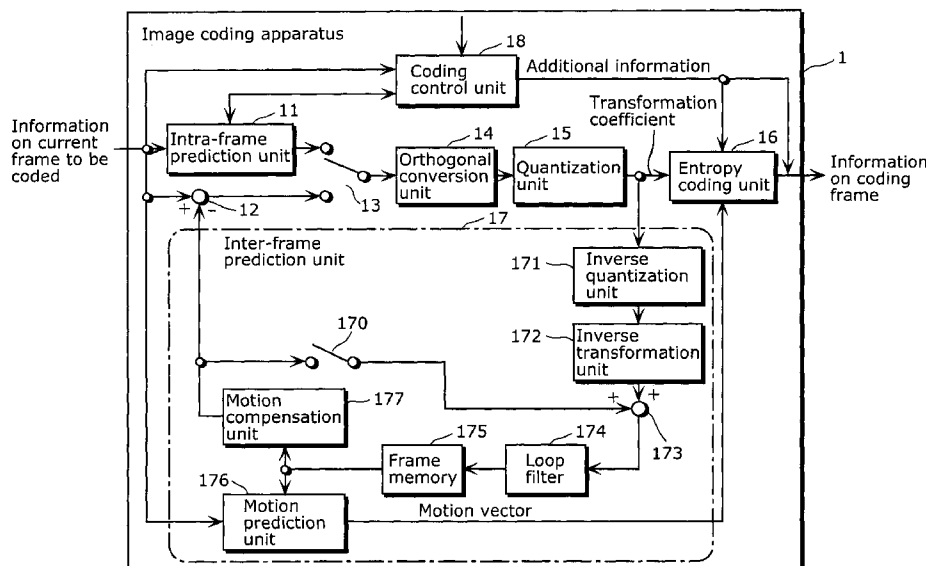 Image coding apparatus
18
Coding
control unit
Additional information
1
Information
on current
frame to be
coded
11
Intra-frame
prediction unit
Transformation
coefficient
14
Orthogonal
conversion
unit
15
Quantization
unit
16
Entropy
coding unit
Information
on coding
frame
+
-
12
13
17
Inter-frame
prediction unit
171
Inverse
quantization
unit
170
172
Inverse
transformation
unit
+
+
173
Motion
compensation
unit
177
175
Frame
memory
174
Loop
filter
176
Motion
prediction
unit
Motion vector